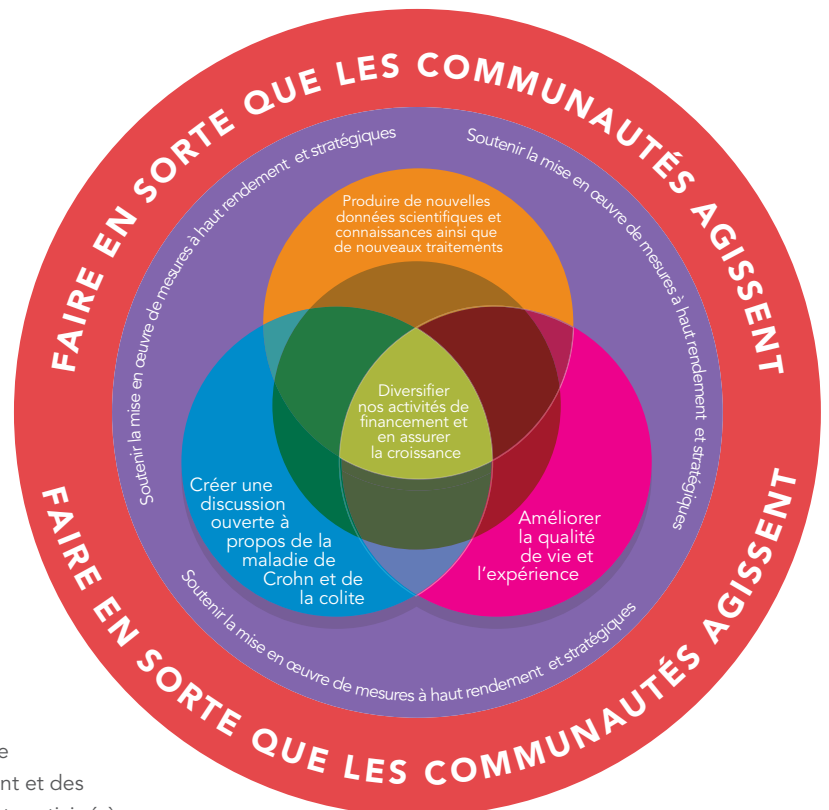 FAIRE EN SORTE QUE LES COMMUNAUTÉS AGISSENT
Soutenir la mise en œuvre de mesures à haut rendement et stratégiques
Soutenir la mise en œuvre de mesures à haut rendement et stratégiques
Produire de nouvelles
données scientifiques et
connaissances ainsi que
de nouveaux traitements
Diversifier
nos activités de
financement et
en assurer
la croissance
Créer une
discussion
ouverte à
propos de la
maladie de
Crohn et de
la colite
Améliorer
la qualité
de vie et
l'expérience
Soutenir la mise en œuvre de mesures à haut rendement et stratégiques
FAIRE EN SORTE QUE LES COMMUNAUTÉS AGISSENT
e
nt et des